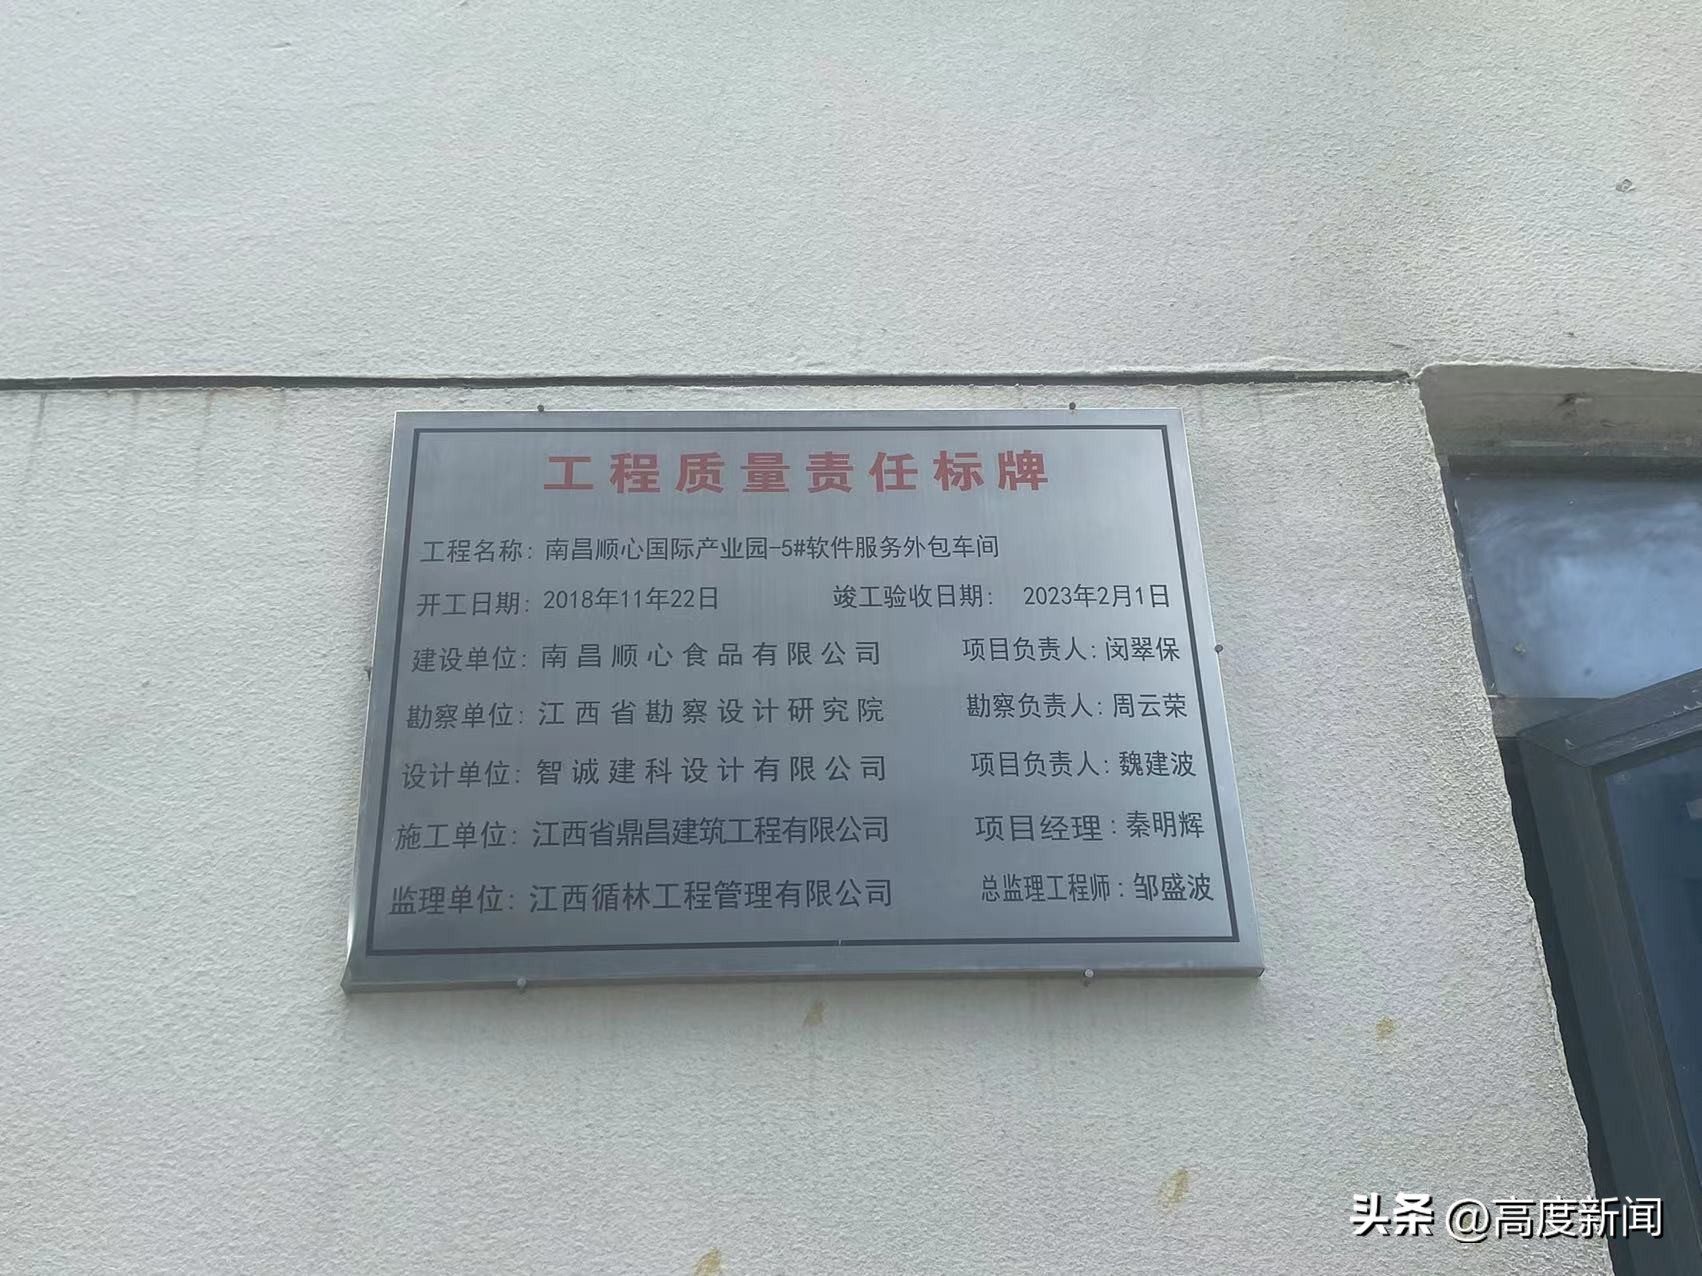 工程质量责任标牌
工程名称：南昌顺心国际产业园-5#软件服务外包车间
开工日期：2018年11年22日 竣工验收日期： 2023年2月1日
建设单位：南昌顺心食品有限公司 项目负责人：闵翠保
勘察单位：江西省勘察设计研究院 勘察负责人：周云荣
设计单位：智诚建科设计有限公司 项目负责人：魏建波
施工单位：江西省鼎昌建筑工程有限公司 项目经理：秦明辉
监理单位：江西循林工程管理有限公司 总监理工程师：邹盛波
头条 @高度新闻